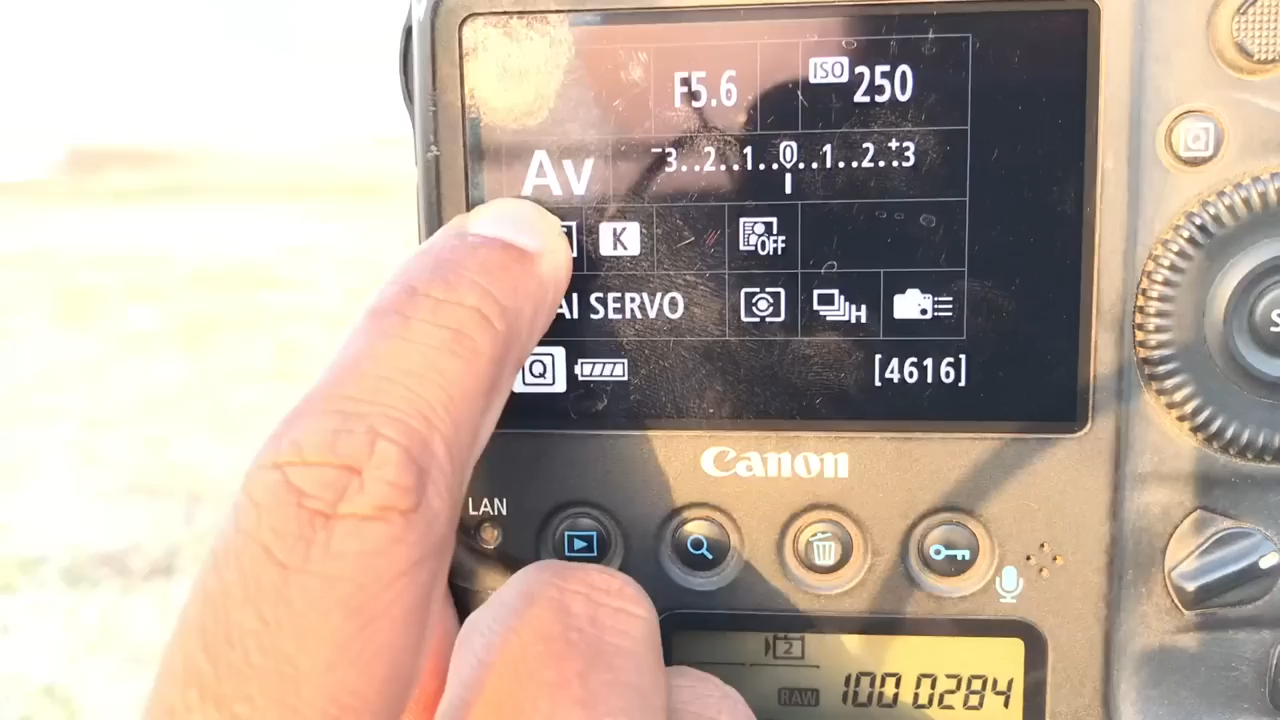 F5.6 ISO 250
Av
-3..2..1..0..1..2..+3
K OFF
AI SERVO H
Q [4616]
Canon
LAN
2
RAW 100 0284
Q
S